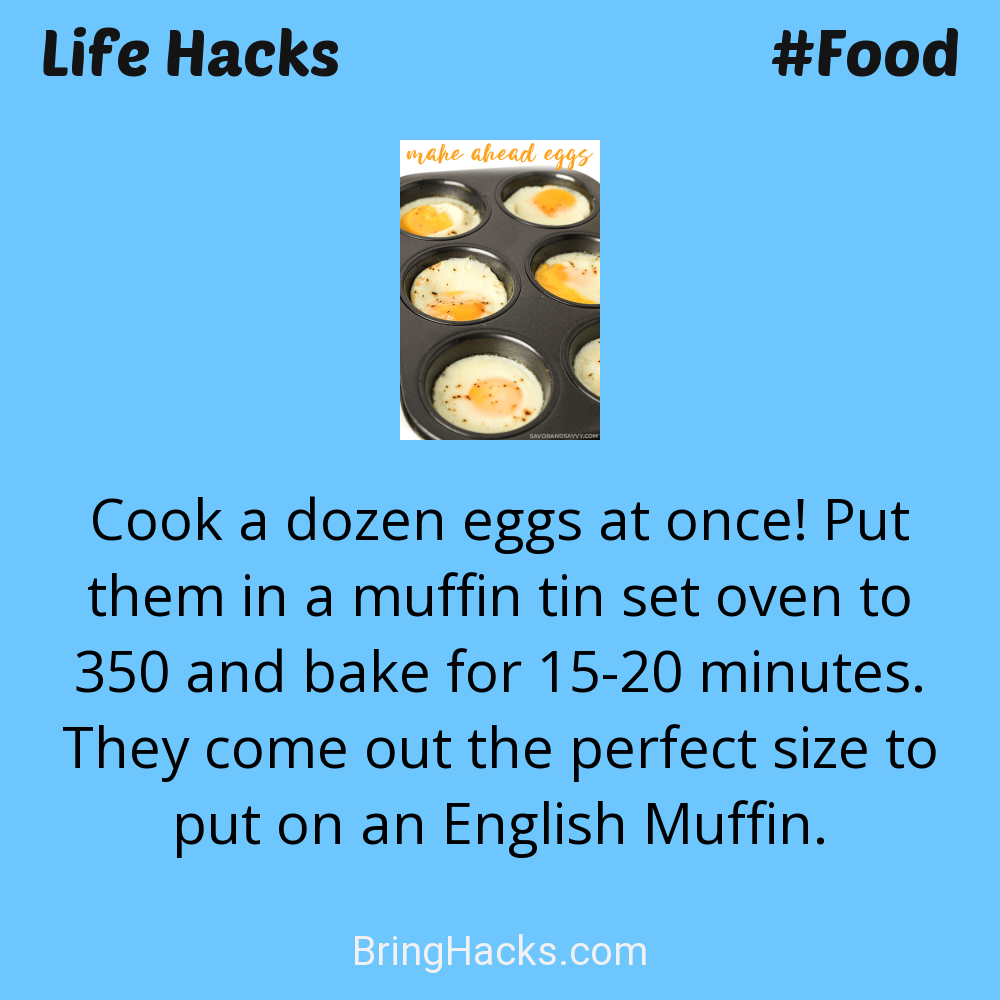 Life Hacks #Food
make ahead eggs
SAVORANDSAVVY.COM
Cook a dozen eggs at once! Put
them in a muffin tin set oven to
350 and bake for 15-20 minutes.
They come out the perfect size to
put on an English Muffin.
BringHacks.com